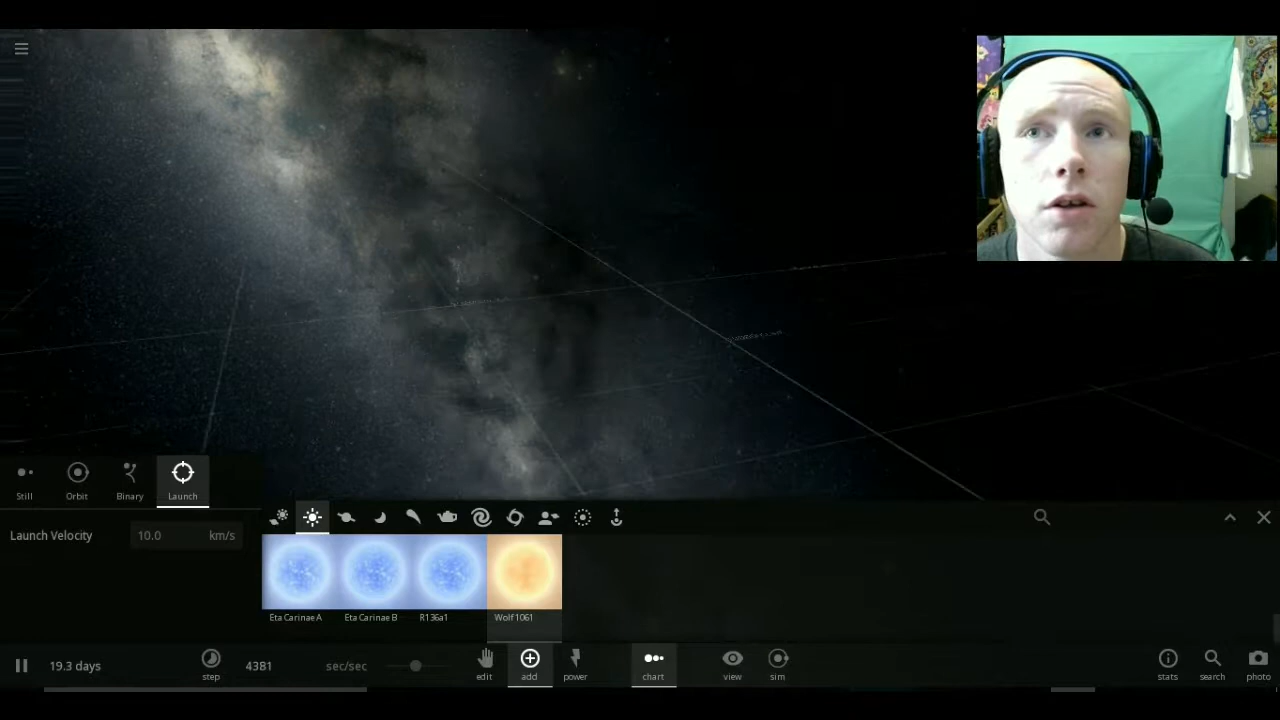 Still Orbit Binary Launch
Launch Velocity 10.0 km/s
Eta Carinae A Eta Carinae B R136a1 Wolf 1061
19.3 days step 4381 sec/sec edit add power chart view sim stats search photo